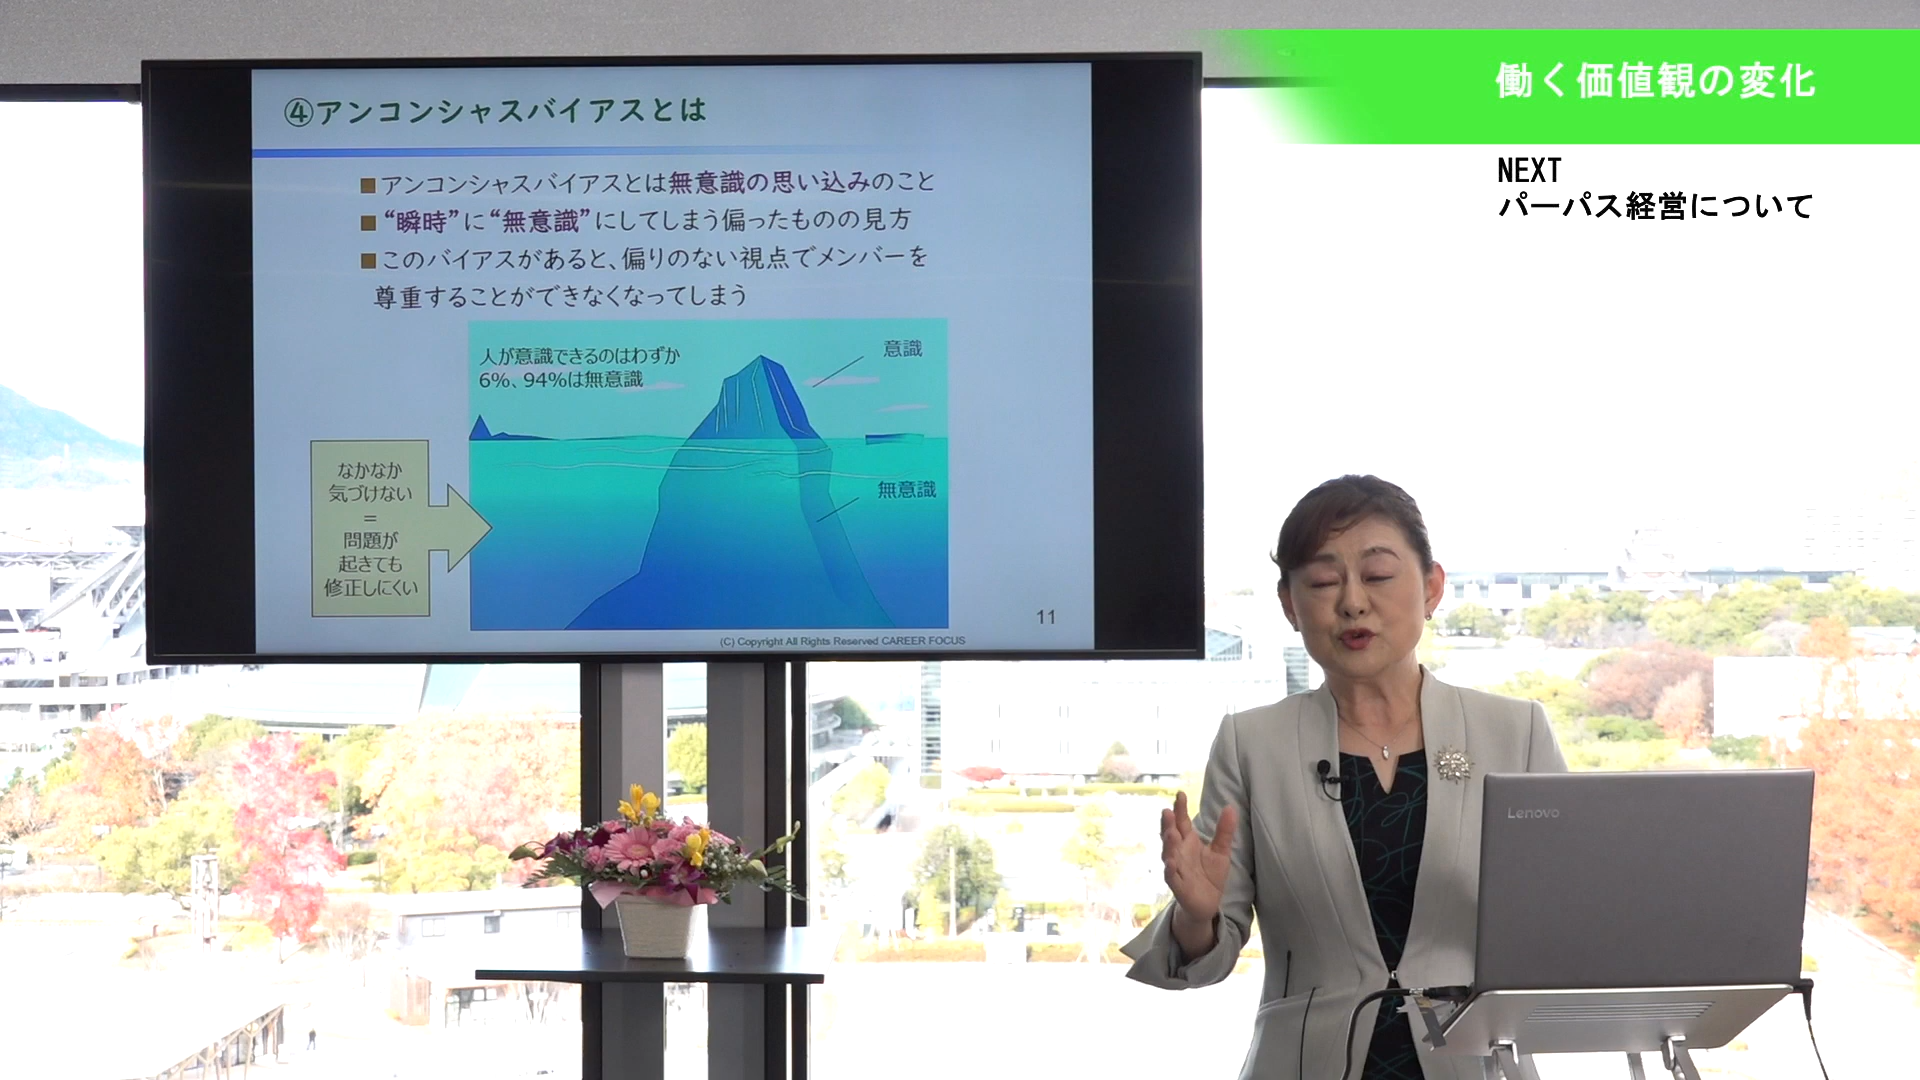 ④アンコンシャスバイアスとは
■アンコンシャスバイアスとは無意識の思い込みのこと
■“瞬時”に“無意識”にしてしまう偏ったものの見方
■このバイアスがあると、偏りのない視点でメンバーを
尊重することができなくなってしまう
人が意識できるのはわずか
6%、94%は無意識
意識
無意識
なかなか
気づけない
＝
問題が
起きても
修正しにくい
11
(C) Copyright All Rights Reserved CAREER FOCUS
働く価値観の変化
NEXT
パーパス経営について
Lenovo